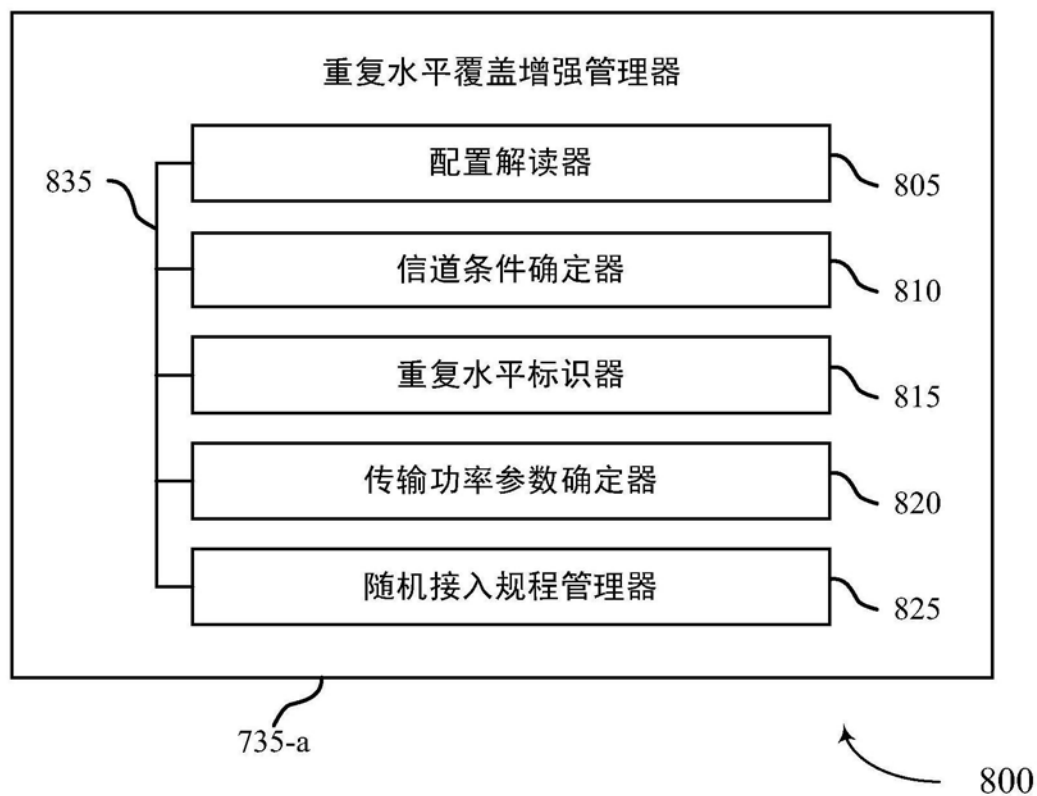 重复水平覆盖增强管理器
配置解读器
835
805
信道条件确定器
810
重复水平标识器
815
传输功率参数确定器
820
随机接入规程管理器
825
735-a
800